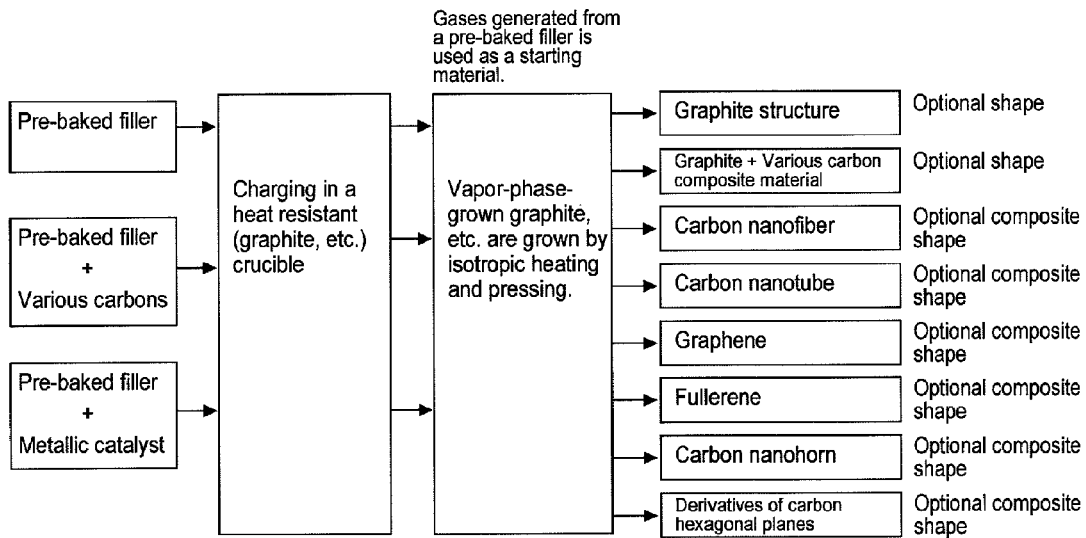 Gases generated from
a pre-baked filler is
used as a starting
material.
Pre-baked filler
Pre-baked filler
+
Various carbons
Pre-baked filler
+
Metallic catalyst
Charging in a
heat resistant
(graphite, etc.)
crucible
Vapor-phase-
grown graphite,
etc. are grown by
isotropic heating
and pressing.
Graphite structure
Optional shape
Graphite + Various carbon
composite material
Optional shape
Carbon nanofiber
Optional composite
shape
Carbon nanotube
Optional composite
shape
Graphene
Optional composite
shape
Fullerene
Optional composite
shape
Carbon nanohorn
Optional composite
shape
Derivatives of carbon
hexagonal planes
Optional composite
shape